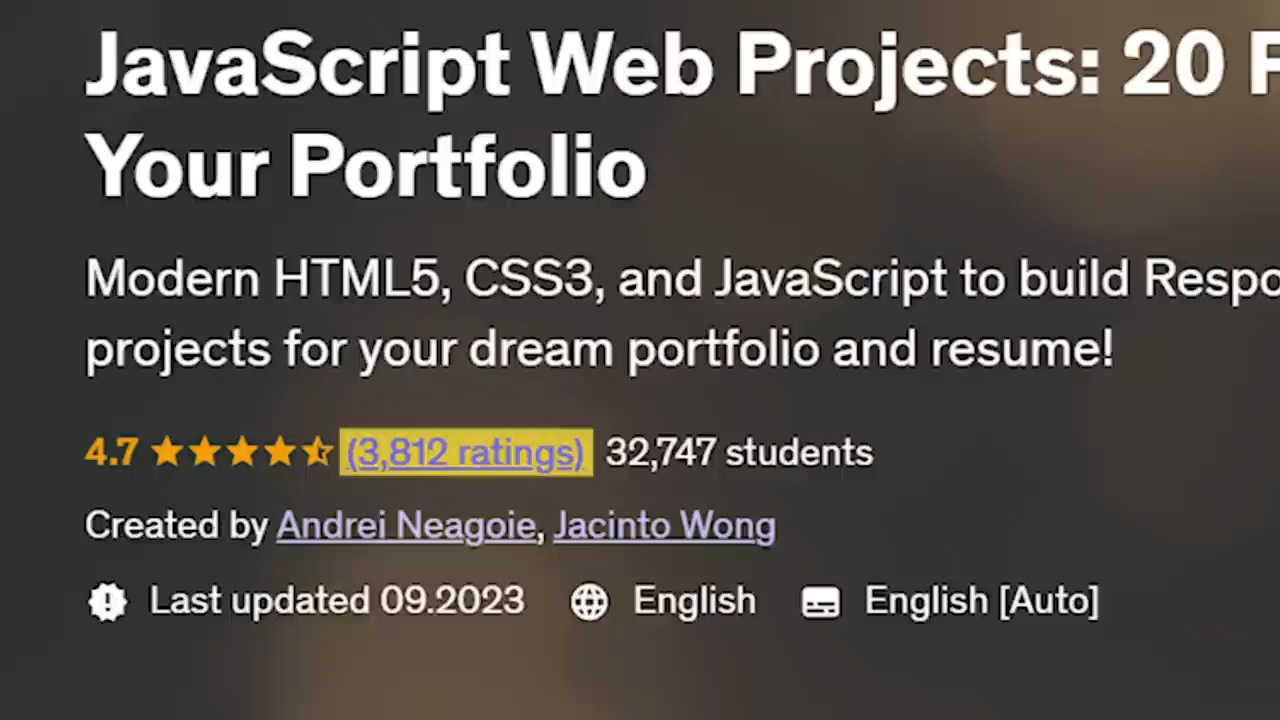 JavaScript Web Projects: 20
Your Portfolio
Modern HTML5, CSS3, and JavaScript to build
projects for your dream portfolio and resume!
4.7 (3,812 ratings) 32,747 students
Created by Andrei Neagoie, Jacinto Wong
Last updated 09.2023 English English [Auto]